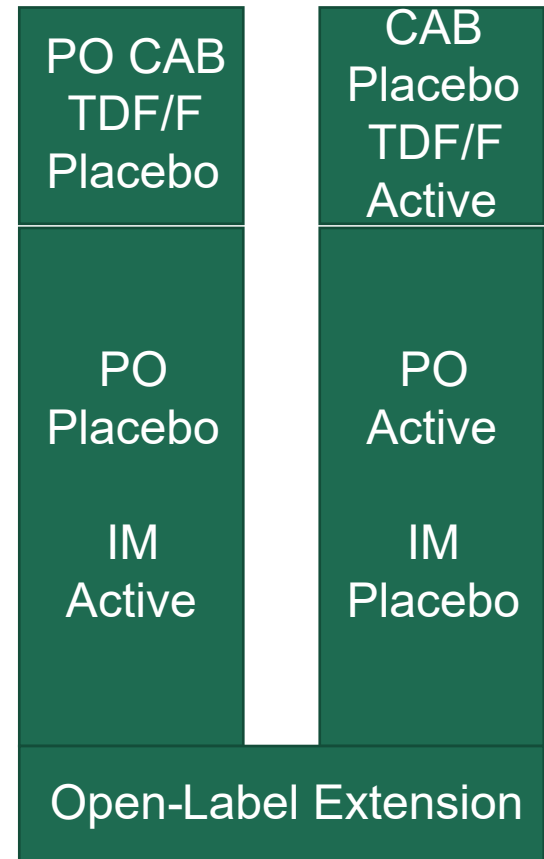 PO CAB
TDF/F
Placebo
CAB
Placebo
TDF/F
Active
PO
Placebo
IM
Active
PO
Active
IM
Placebo
Open-Label Extension